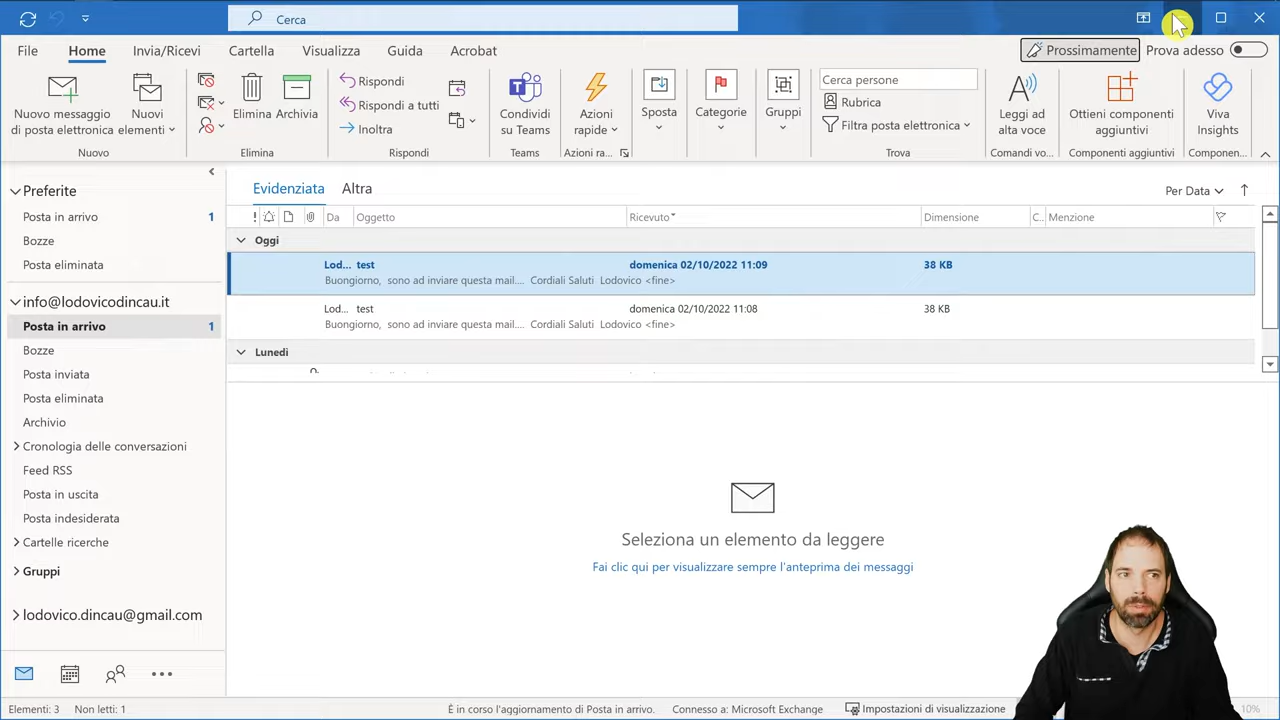 Cerca
File Home Invia/Ricevi Cartella Visualizza Guida Acrobat Prossimamente Prova adesso
Nuovo messaggio di posta elettronica
Nuovi elementi
Nuovo
Elimina
Archivia
Elimina
Rispondi
Rispondi a tutti
Inoltra
Rispondi
Condividi su Teams
Teams
Azioni rapide
Azioni ra...
Sposta
Categorie
Gruppi
Cerca persone
Rubrica
Filtra posta elettronica
Trova
Leggi ad alta voce
Comandi vo...
Ottieni componenti aggiuntivi
Componenti aggiuntivi
Viva Insights
Componen...
Preferite
Posta in arrivo 1
Bozze
Posta eliminata
info@lodovicodincau.it
Posta in arrivo 1
Bozze
Posta inviata
Posta eliminata
Archivio
Cronologia delle conversazioni
Feed RSS
Posta in uscita
Posta indesiderata
Cartelle ricerche
Gruppi
lodovico.dincau@gmail.com
Evidenziata Altra Per Data
! Da Oggetto Ricevuto Dimensione C.. Menzione
Oggi
Lod... test domenica 02/10/2022 11:09 38 KB
Buongiorno, sono ad inviare questa mail.... Cordiali Saluti Lodovico <fine>
Lod... test domenica 02/10/2022 11:08 38 KB
Buongiorno, sono ad inviare questa mail.... Cordiali Saluti Lodovico <fine>
Lunedì
Seleziona un elemento da leggere
Fai clic qui per visualizzare sempre l'anteprima dei messaggi
Elementi: 3 Non letti: 1 È in corso l'aggiornamento di Posta in arrivo. Connesso a: Microsoft Exchange Impostazioni di visualizzazione 10%